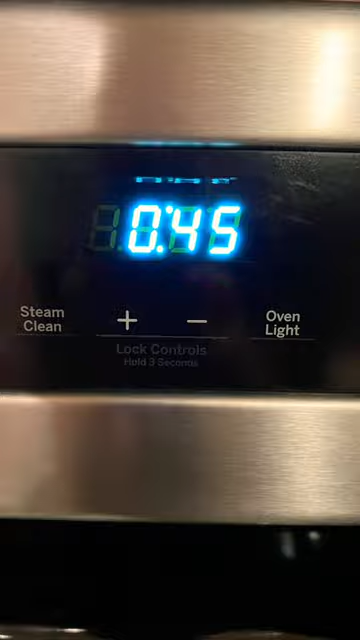 0:45
Steam
Clean
+
−
Oven
Light
Lock Controls
Hold 3 Seconds